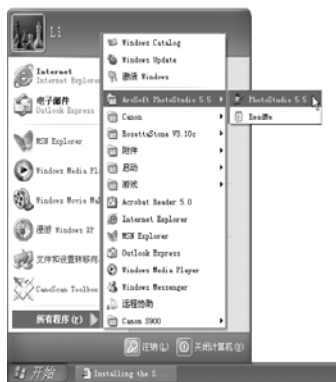 Li
Internet
Internet Explorer
电子邮件
Outlook Express
MSN Explorer
Windows Media Pl
Windows Movie Mak
漫游 Windows XP
文件和设置转移向
CanoScan Toolbox
所有程序(P)
Windows Catalog
Windows Update
激活 Windows
ArcSoft PhotoStudio 5.5
Canon
RosettaStone V3.10c
附件
启动
游戏
Acrobat Reader 5.0
Internet Explorer
MSN Explorer
Outlook Express
Windows Media Player
Windows Messenger
远程协助
Canon S900
PhotoStudio 5.5
ReadMe
注销(L)
关闭计算机(U)
开始
Installing the S...